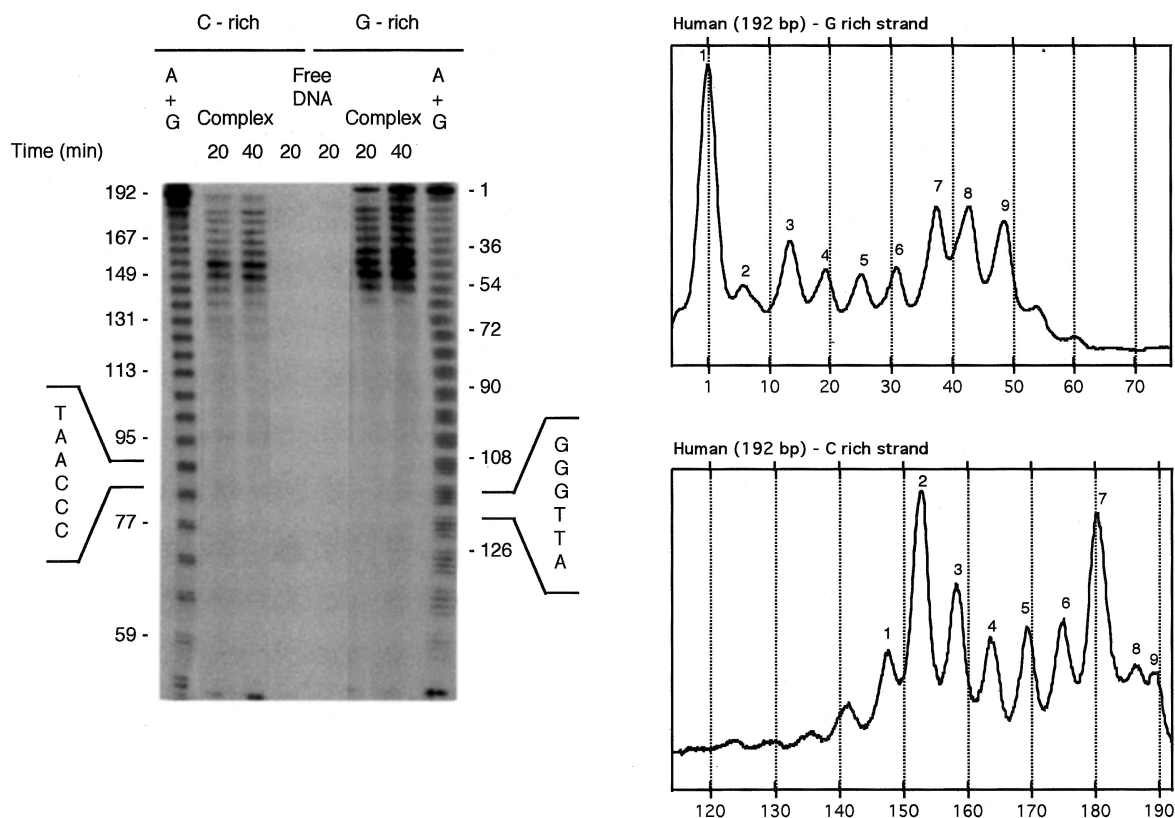 C - rich
G - rich
A
+
G
Complex
Free
DNA
Complex
A
+
G
Time (min)
20
40
20
20
20
40
192 -
167 -
149 -
131 -
113 -
95 -
77 -
59 -
- 1
- 36
- 54
- 72
- 90
- 108
- 126
T
A
A
C
C
C
G
G
G
T
T
A
Human (192 bp) - G rich strand
1
2
3
4
5
6
7
8
9
1 10 20 30 40 50 60 70
Human (192 bp) - C rich strand
1
2
3
4
5
6
7
8
9
120 130 140 150 160 170 180 190